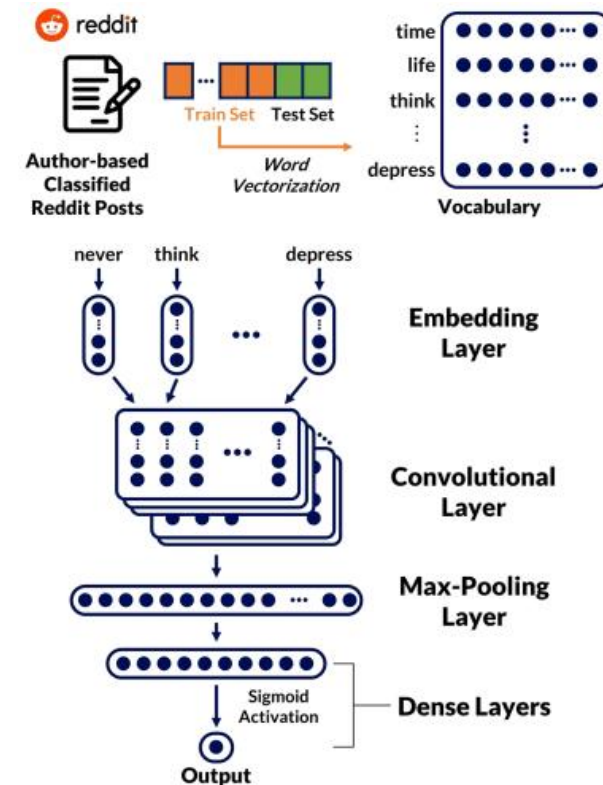 reddit
Train Set Test Set
Author-based
Classified
Reddit Posts
Word
Vectorization
time
life
think
depress
Vocabulary
never think depress
Embedding
Layer
Convolutional
Layer
Max-Pooling
Layer
Sigmoid
Activation
Dense Layers
Output